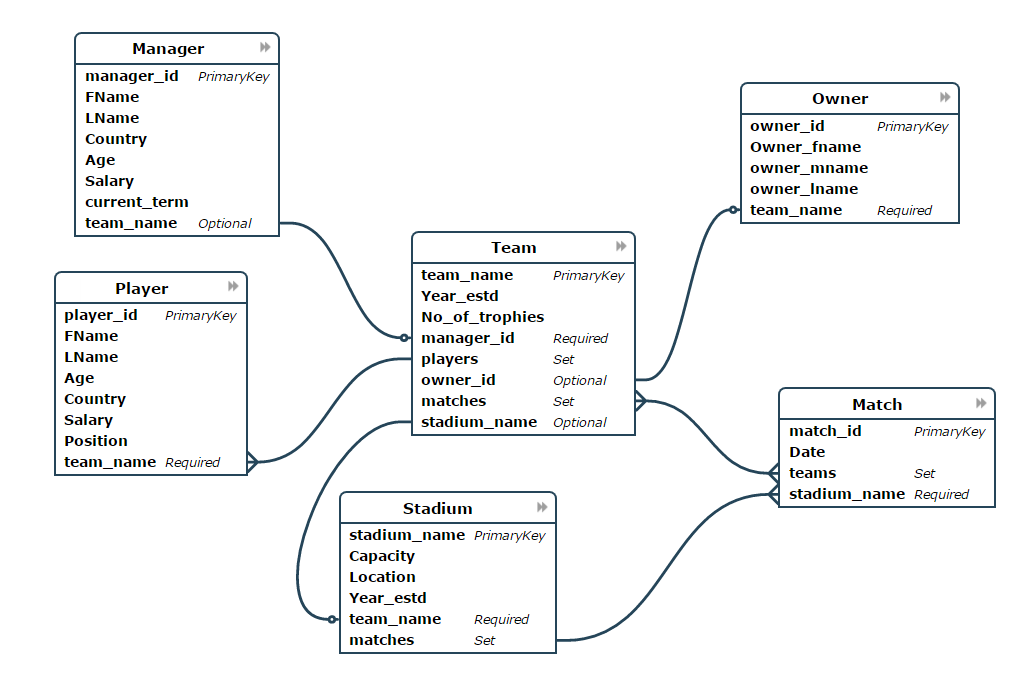 Manager
manager_id PrimaryKey
FName
LName
Country
Age
Salary
current_term
team_name Optional
Player
player_id PrimaryKey
FName
LName
Age
Country
Salary
Position
team_name Required
Team
team_name PrimaryKey
Year_estd
No_of_trophies
manager_id Required
players Set
owner_id Optional
matches Set
stadium_name Optional
Stadium
stadium_name PrimaryKey
Capacity
Location
Year_estd
team_name Required
matches Set
Owner
owner_id PrimaryKey
Owner_fname
owner_mname
owner_lname
team_name Required
Match
match_id PrimaryKey
Date
teams Set
stadium_name Required